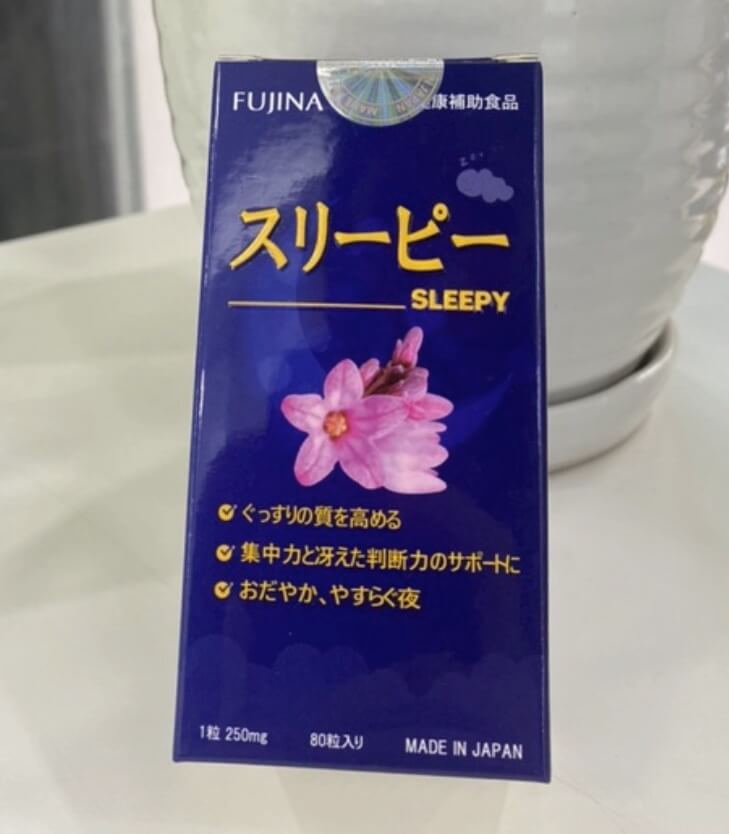 FUJINA
康補助食品
スリーピー
SLEEPY
ぐっすりの質を高める
集中力と冴えた判断力のサポートに
おだやか、やすらぐ夜
1粒 250mg 80粒入り MADE IN JAPAN